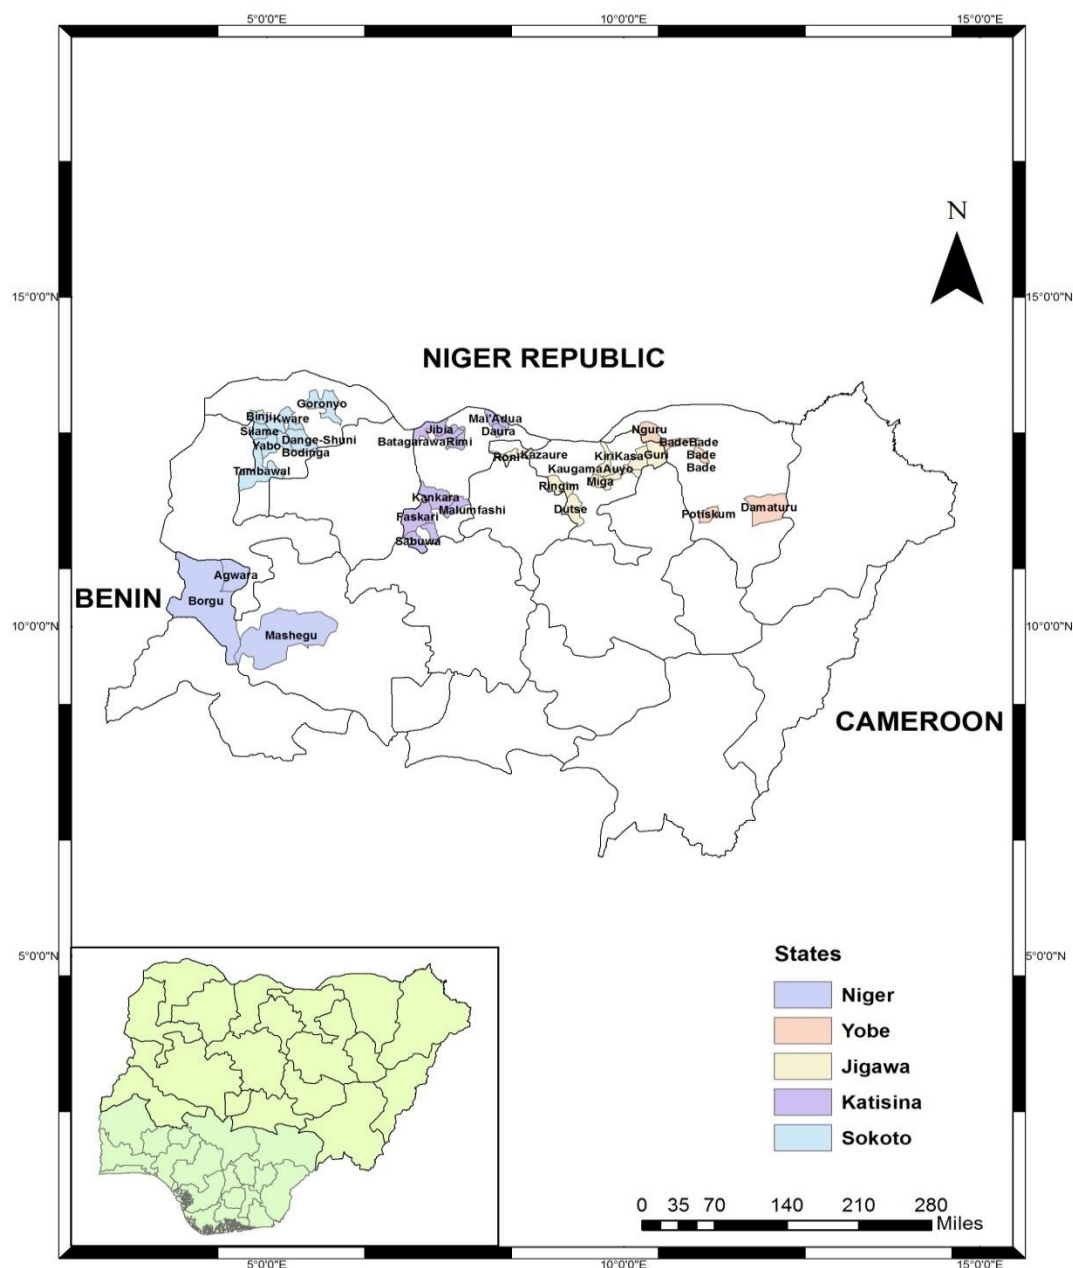 5°0'0"E 10°0'0"E 15°0'0"E
N
15°0'0"N 15°0'0"N
NIGER REPUBLIC
Goronyo
Binji Kware
Silame
Dange-Shuni
Yabo
Bodinga
Tambawal
Mai'Adua
Jibia
Daura
Batagarawa Rimi
Kankara
Malumfashi
Faskari
Sabuwa
Roni Kazaure
Kaugama Auyo
Kiri Kasa
Guri
Ringim
Miga
Dutse
Nguru
Bade Bade
Bade
Bade
Potiskum
Damaturu
Agwara
BENIN
Borgu
Mashegu
10°0'0"N 10°0'0"N
CAMEROON
5°0'0"N 5°0'0"N
States
Niger
Yobe
Jigawa
Katisina
Sokoto
0 35 70 140 210 280
Miles
5°0'0"E 10°0'0"E 15°0'0"E